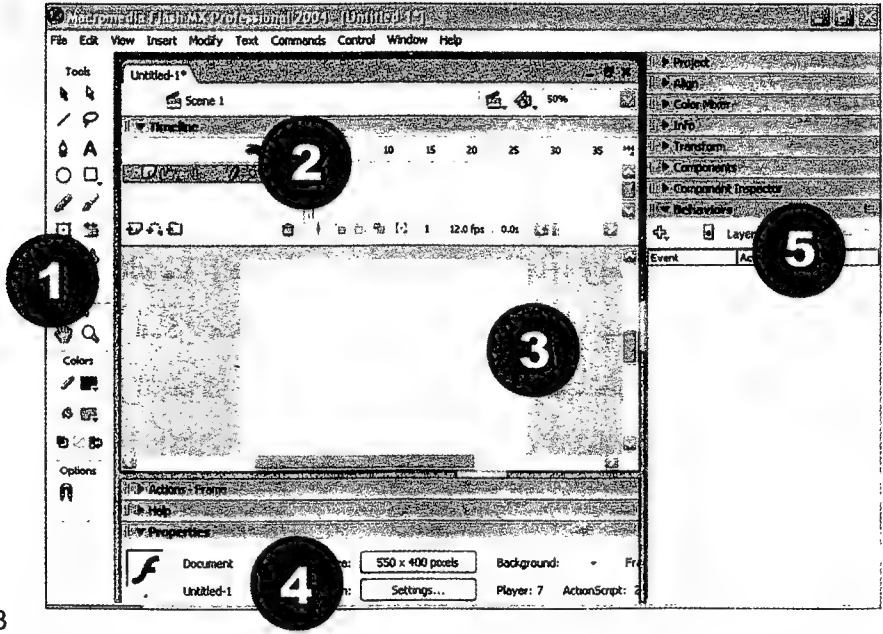 Macromedia Flash MX Professional 2004 - [Untitled-1*]
File Edit View Insert Modify Text Commands Control Window Help
Tools
Untitled-1*
Scene 1
50%
Timeline
10 15 20 25 30 35
1 12.0 fps 0.0s
2
1
3
Colors
Options
Actions - Frame
Help
Properties
Document
550 x 400 pixels
Background:
Untitled-1
Settings...
Player: 7 ActionScript: 2
4
Project
Align
Color Mixer
Info
Transform
Components
Component Inspector
Behaviors
Event
5